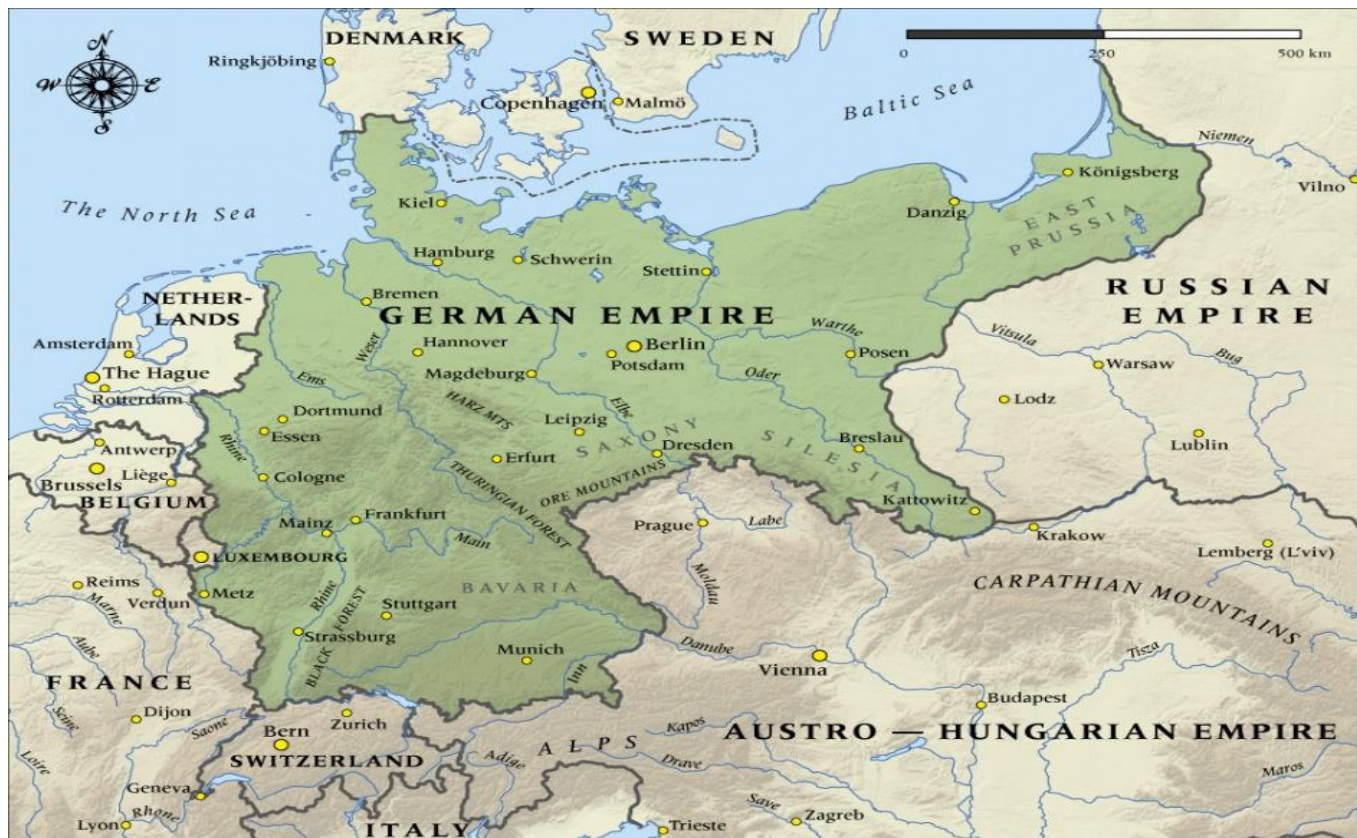 DENMARK
SWEDEN
0
250
500 km
N
W
E
S
Ringkjöbing
Copenhagen
Malmö
Baltic Sea
Niemen
Vilno
The North Sea
Kiel
Königsberg
Danzig
EAST
PRUSSIA
Hamburg
Schwerin
Stettin
NETHER-
LANDS
Bremen
GERMAN EMPIRE
RUSSIAN
EMPIRE
Weser
Hannover
Berlin
Potsdam
Warthe
Posen
Vitsula
Warsaw
Bug
Amsterdam
The Hague
Rotterdam
Ems
Magdeburg
Oder
Lodz
Dortmund
Essen
HARZ MTS
Leipzig
Elbe
SAXONY
Dresden
SILESIA
Breslau
Lublin
Antwerp
Brussels
Liège
BELGIUM
Rhine
Cologne
Erfurt
THURINGIAN FOREST
ORE MOUNTAINS
Kattowitz
Mainz
Frankfurt
Main
Prague
Labe
Krakow
Lemberg (L'viv)
LUXEMBOURG
Reims
Verdun
Metz
Marne
Rhine
Stuttgart
BAVARIA
Moldau
CARPATHIAN MOUNTAINS
Aube
Strassburg
BLACK FOREST
Munich
Inn
Danube
Vienna
Tisza
FRANCE
Seine
Dijon
Saone
Zurich
Bern
SWITZERLAND
ALPS
Kapos
Budapest
AUSTRO — HUNGARIAN EMPIRE
Loire
Geneva
Adige
Drave
Maros
Lyon
Rhone
ITALY
Trieste
Save
Zagreb